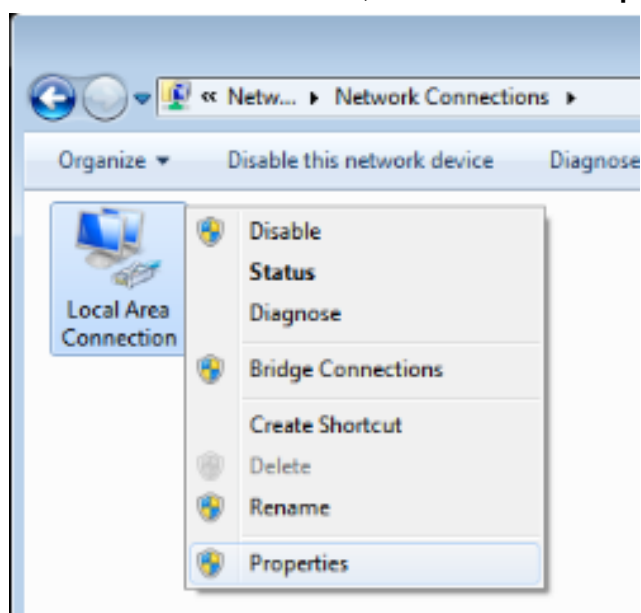 « Netw... ▸ Network Connections ▸
Organize ▾ Disable this network device Diagnose
Local Area
Connection
Disable
Status
Diagnose
Bridge Connections
Create Shortcut
Delete
Rename
Properties